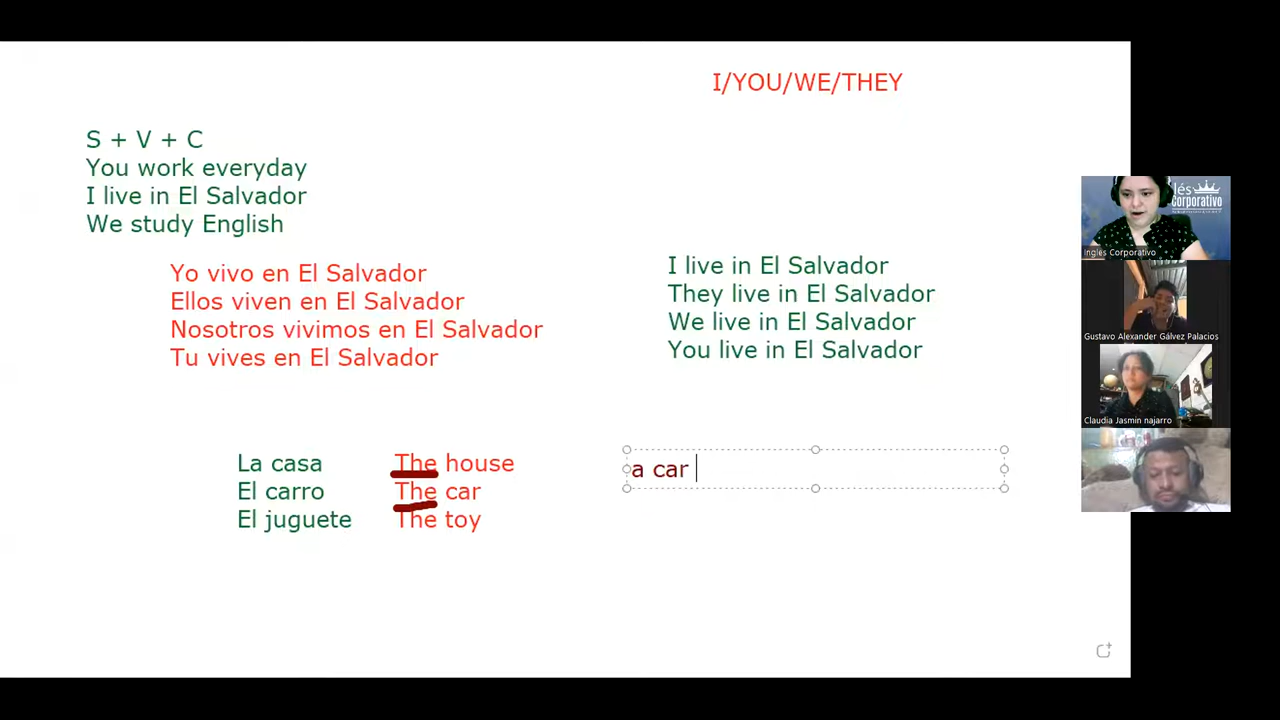 I/YOU/WE/THEY
S + V + C
You work everyday
I live in El Salvador
We study English
Yo vivo en El Salvador
Ellos viven en El Salvador
Nosotros vivimos en El Salvador
Tu vives en El Salvador
I live in El Salvador
They live in El Salvador
We live in El Salvador
You live in El Salvador
La casa
El carro
El juguete
The house
The car
The toy
a car
lés
Corporativo
Inglés Corporativo
Gustavo Alexander Gálvez Palacios
Claudia Jasmin najarro